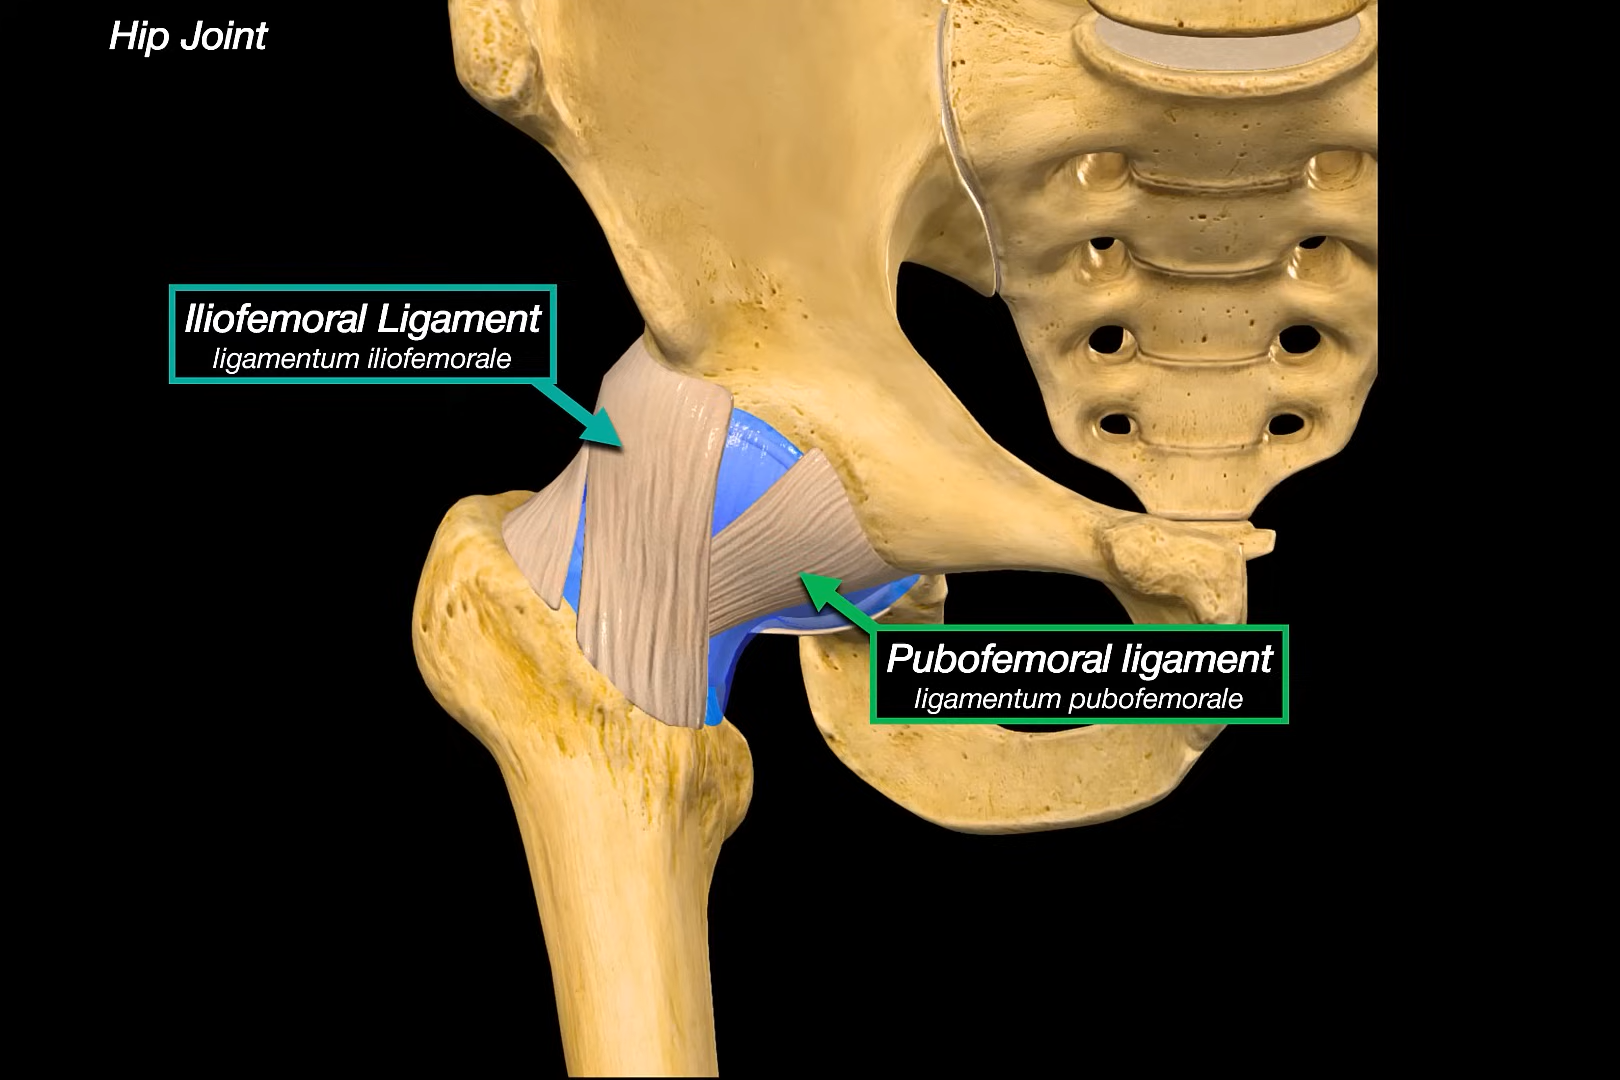 Hip Joint
Iliofemoral Ligament
ligamentum iliofemorale
Pubofemoral ligament
ligamentum pubofemorale